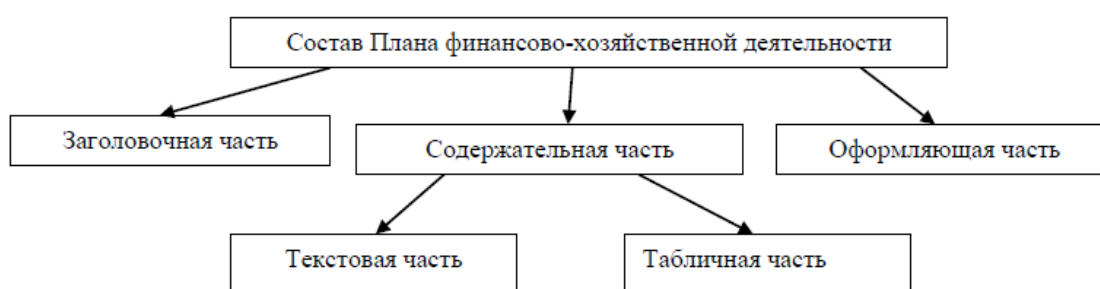 Состав Плана финансово-хозяйственной деятельности
Заголовочная часть
Содержательная часть
Оформляющая часть
Текстовая часть
Табличная часть